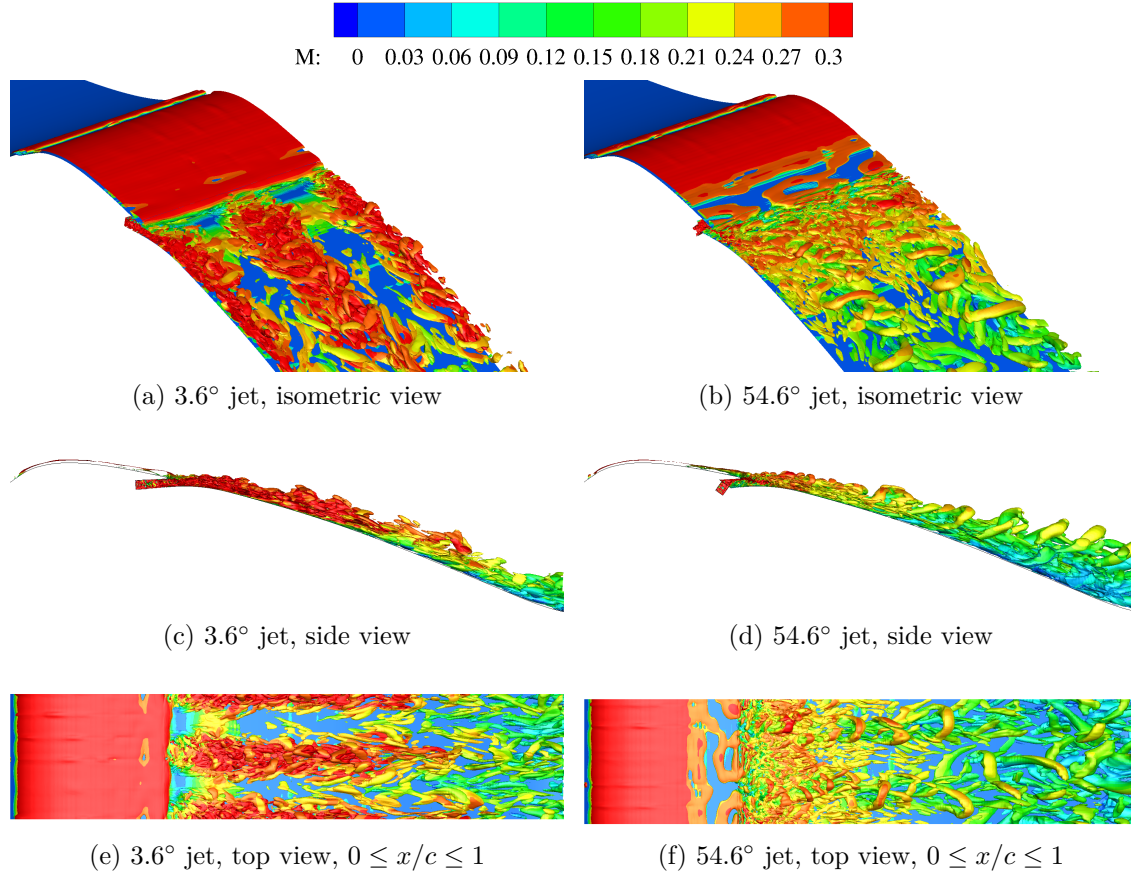 M: 0 0.03 0.06 0.09 0.12 0.15 0.18 0.21 0.24 0.27 0.3
(a) 3.6° jet, isometric view
(b) 54.6° jet, isometric view
(c) 3.6° jet, side view
(d) 54.6° jet, side view
(e) 3.6° jet, top view, 0 ≤ x/c ≤ 1
(f) 54.6° jet, top view, 0 ≤ x/c ≤ 1